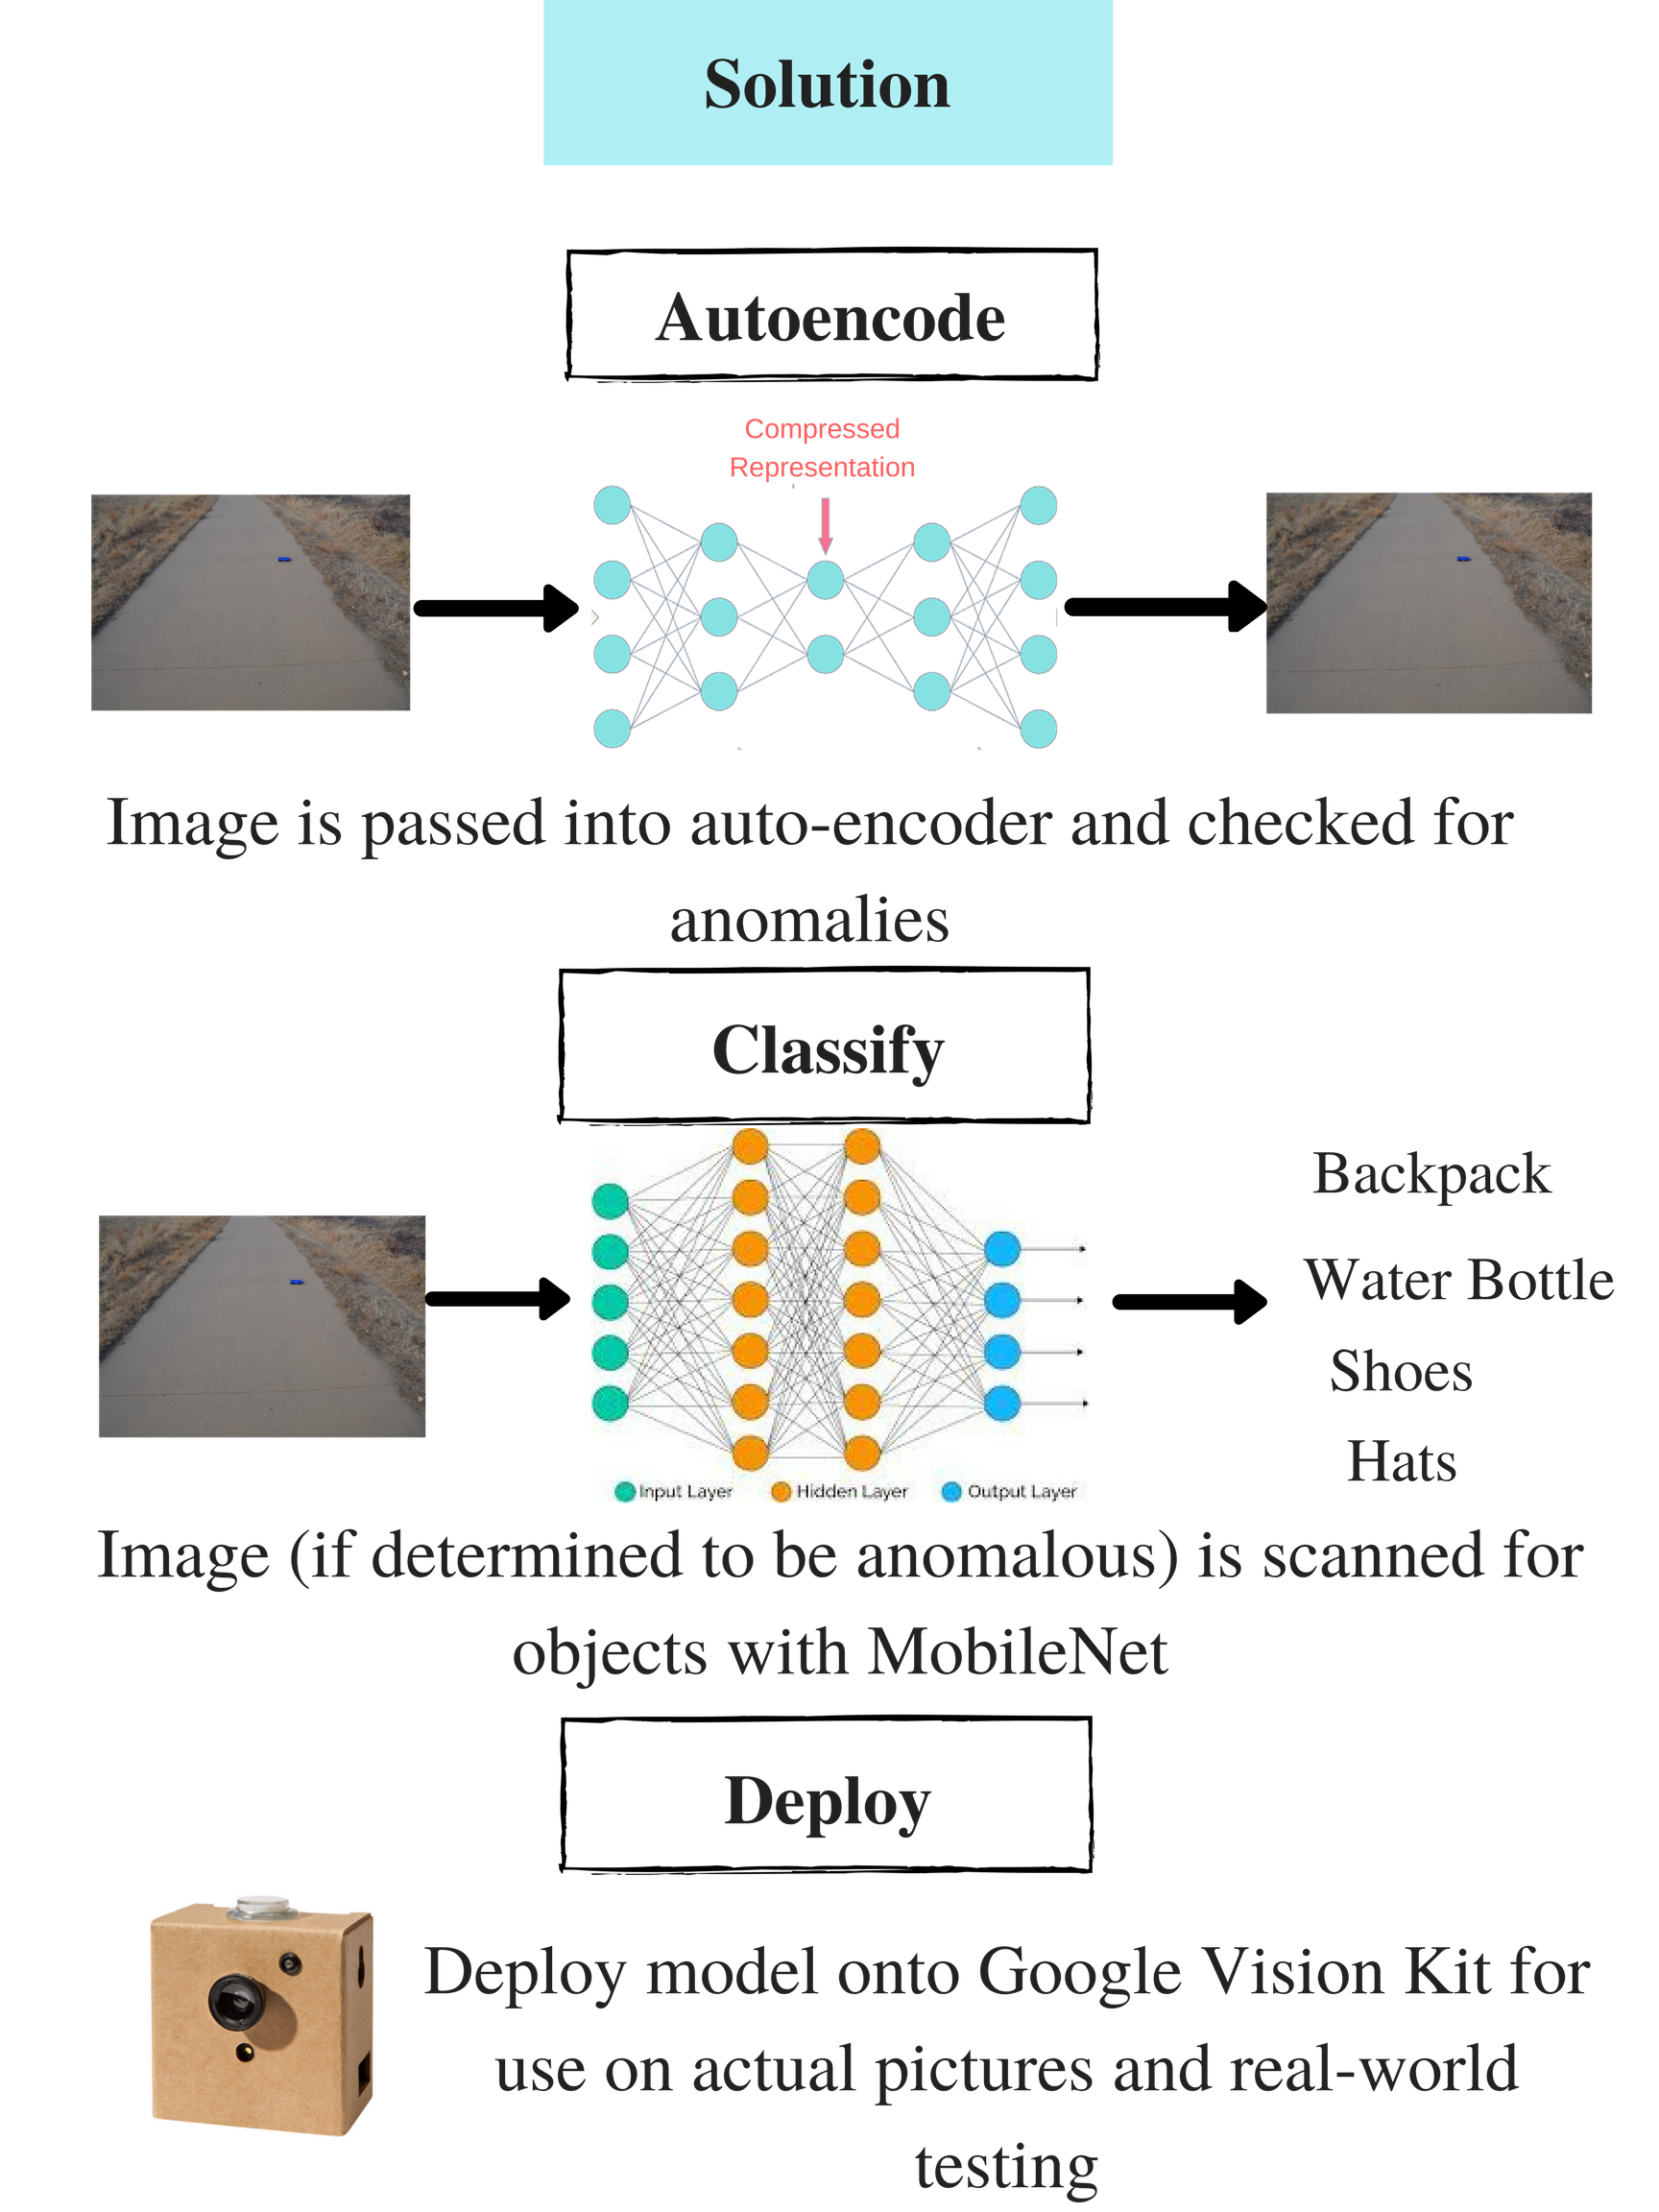 Solution
Autoencode
Compressed
Representation
Image is passed into auto-encoder and checked for
anomalies
Classify
Backpack
Water Bottle
Shoes
Hats
Input Layer
Hidden Layer
Output Layer
Image (if determined to be anomalous) is scanned for
objects with MobileNet
Deploy
Deploy model onto Google Vision Kit for
use on actual pictures and real-world
testing